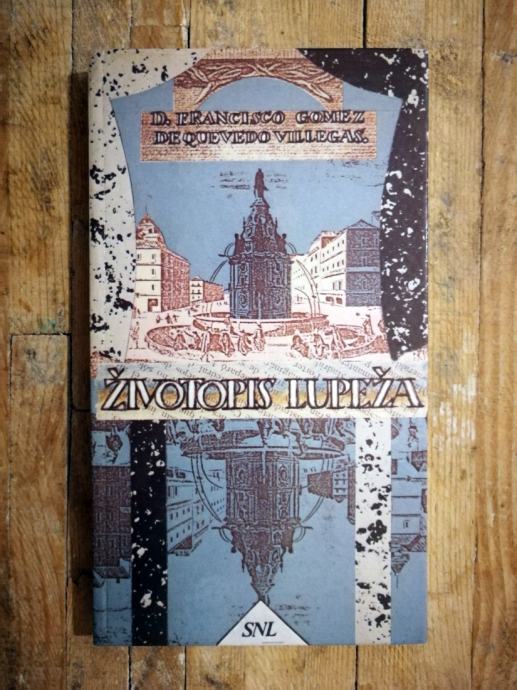 D. FRANCISCO GOMEZ
DE QUEVEDO VILLEGAS.
ŽIVOTOPIS LUPEŽA
SNL